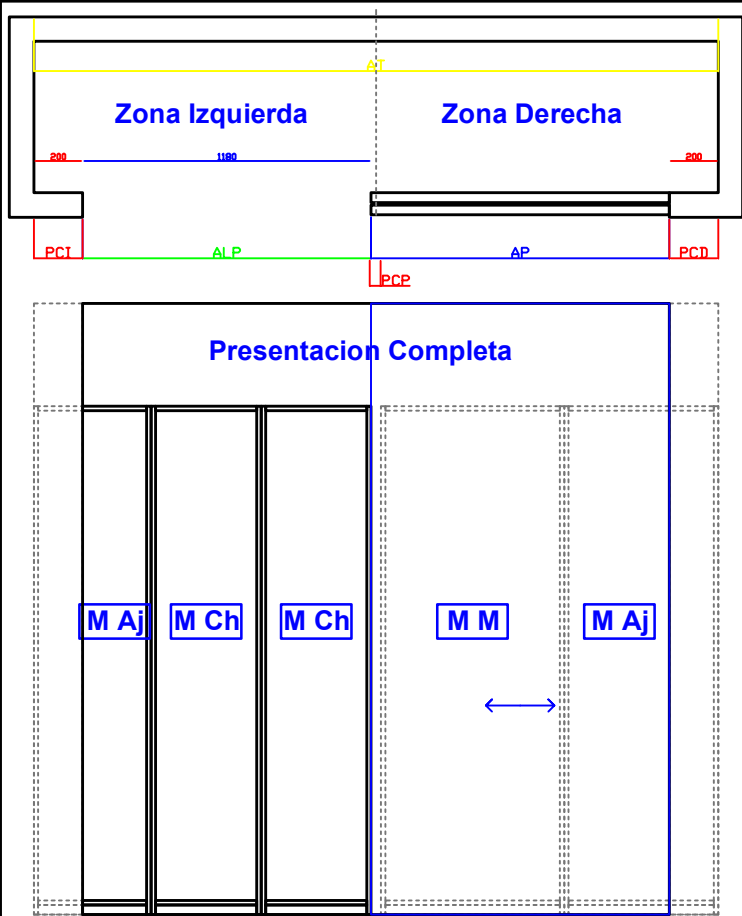 AT
Zona Izquierda
Zona Derecha
200
1180
200
PCI
ALP
AP
PCD
PCP
Presentacion Completa
M Aj
M Ch
M Ch
M M
M Aj